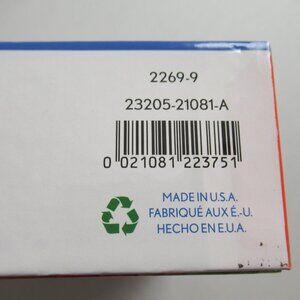 2269-9
23205-21081-A
0 021081 223751
MADE IN U.S.A.
FABRIQUÉ AUX É.-U.
HECHO EN E.U.A.